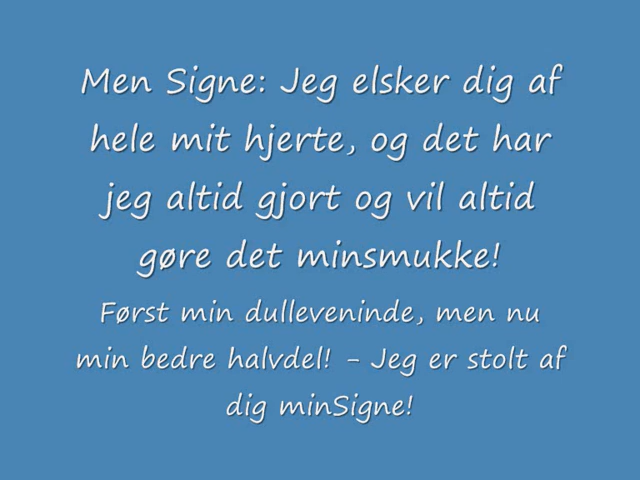 Men Signe: Jeg elsker dig af
hele mit hjerte, og det har
jeg altid gjort og vil altid
gøre det minsmukke!
Først min dulleveninde, men nu
min bedre halvdel! - Jeg er stolt af
dig minSigne!